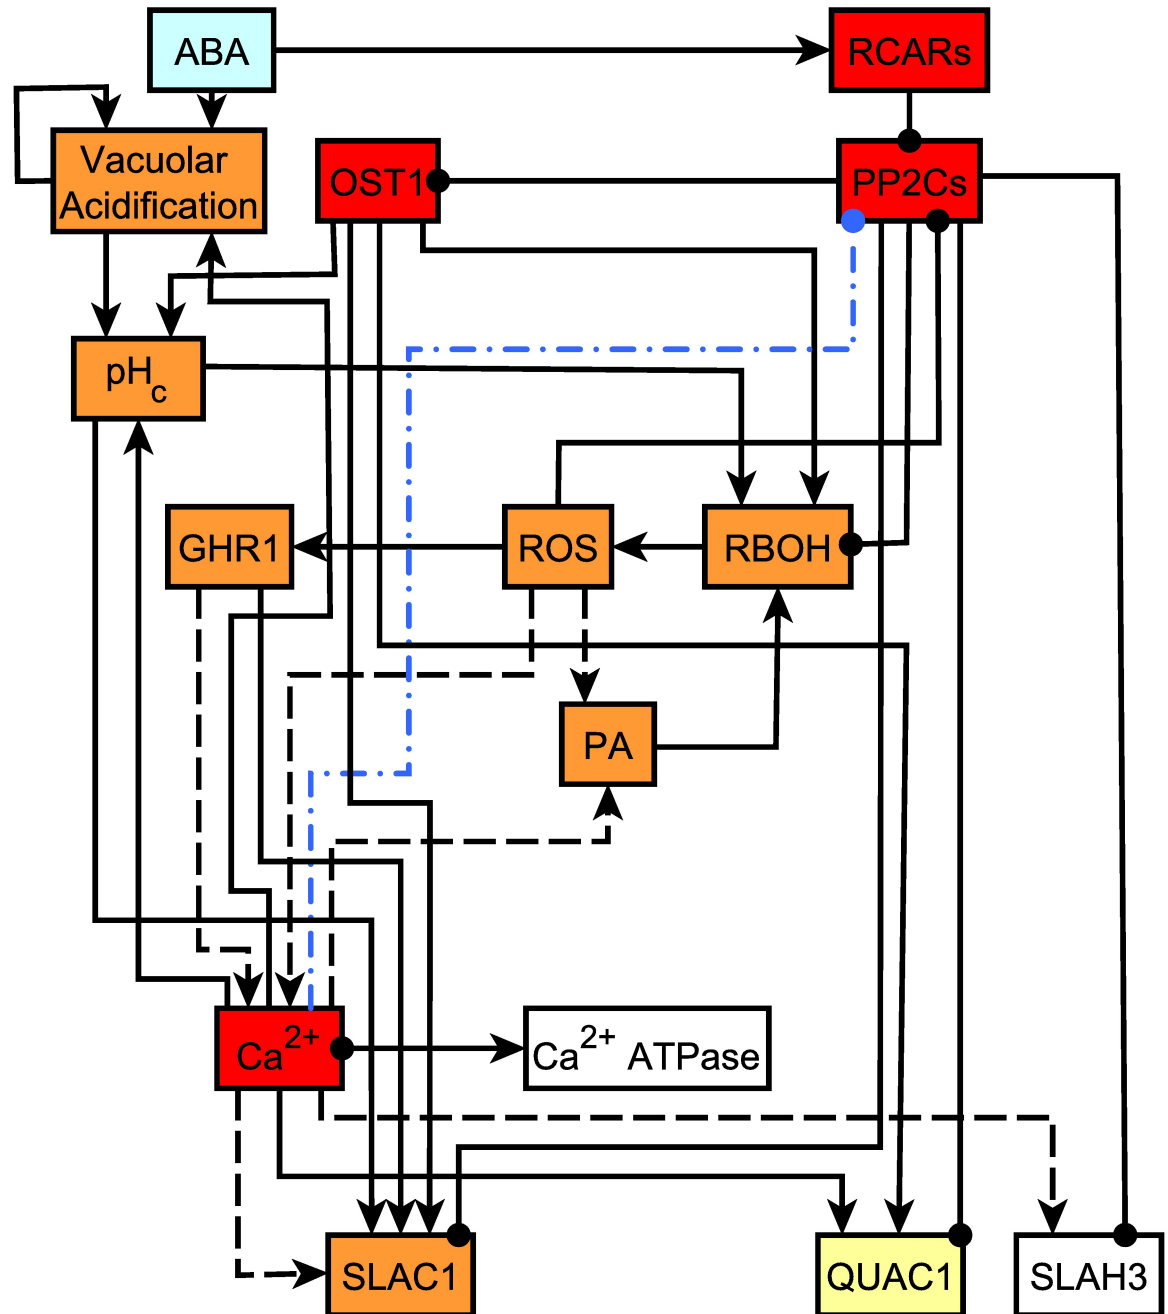 ABA
RCARs
Vacuolar
Acidification
OST1
PP2Cs
pHc
GHR1
ROS
RBOH
PA
Ca2+
Ca2+ ATPase
SLAC1
QUAC1
SLAH3